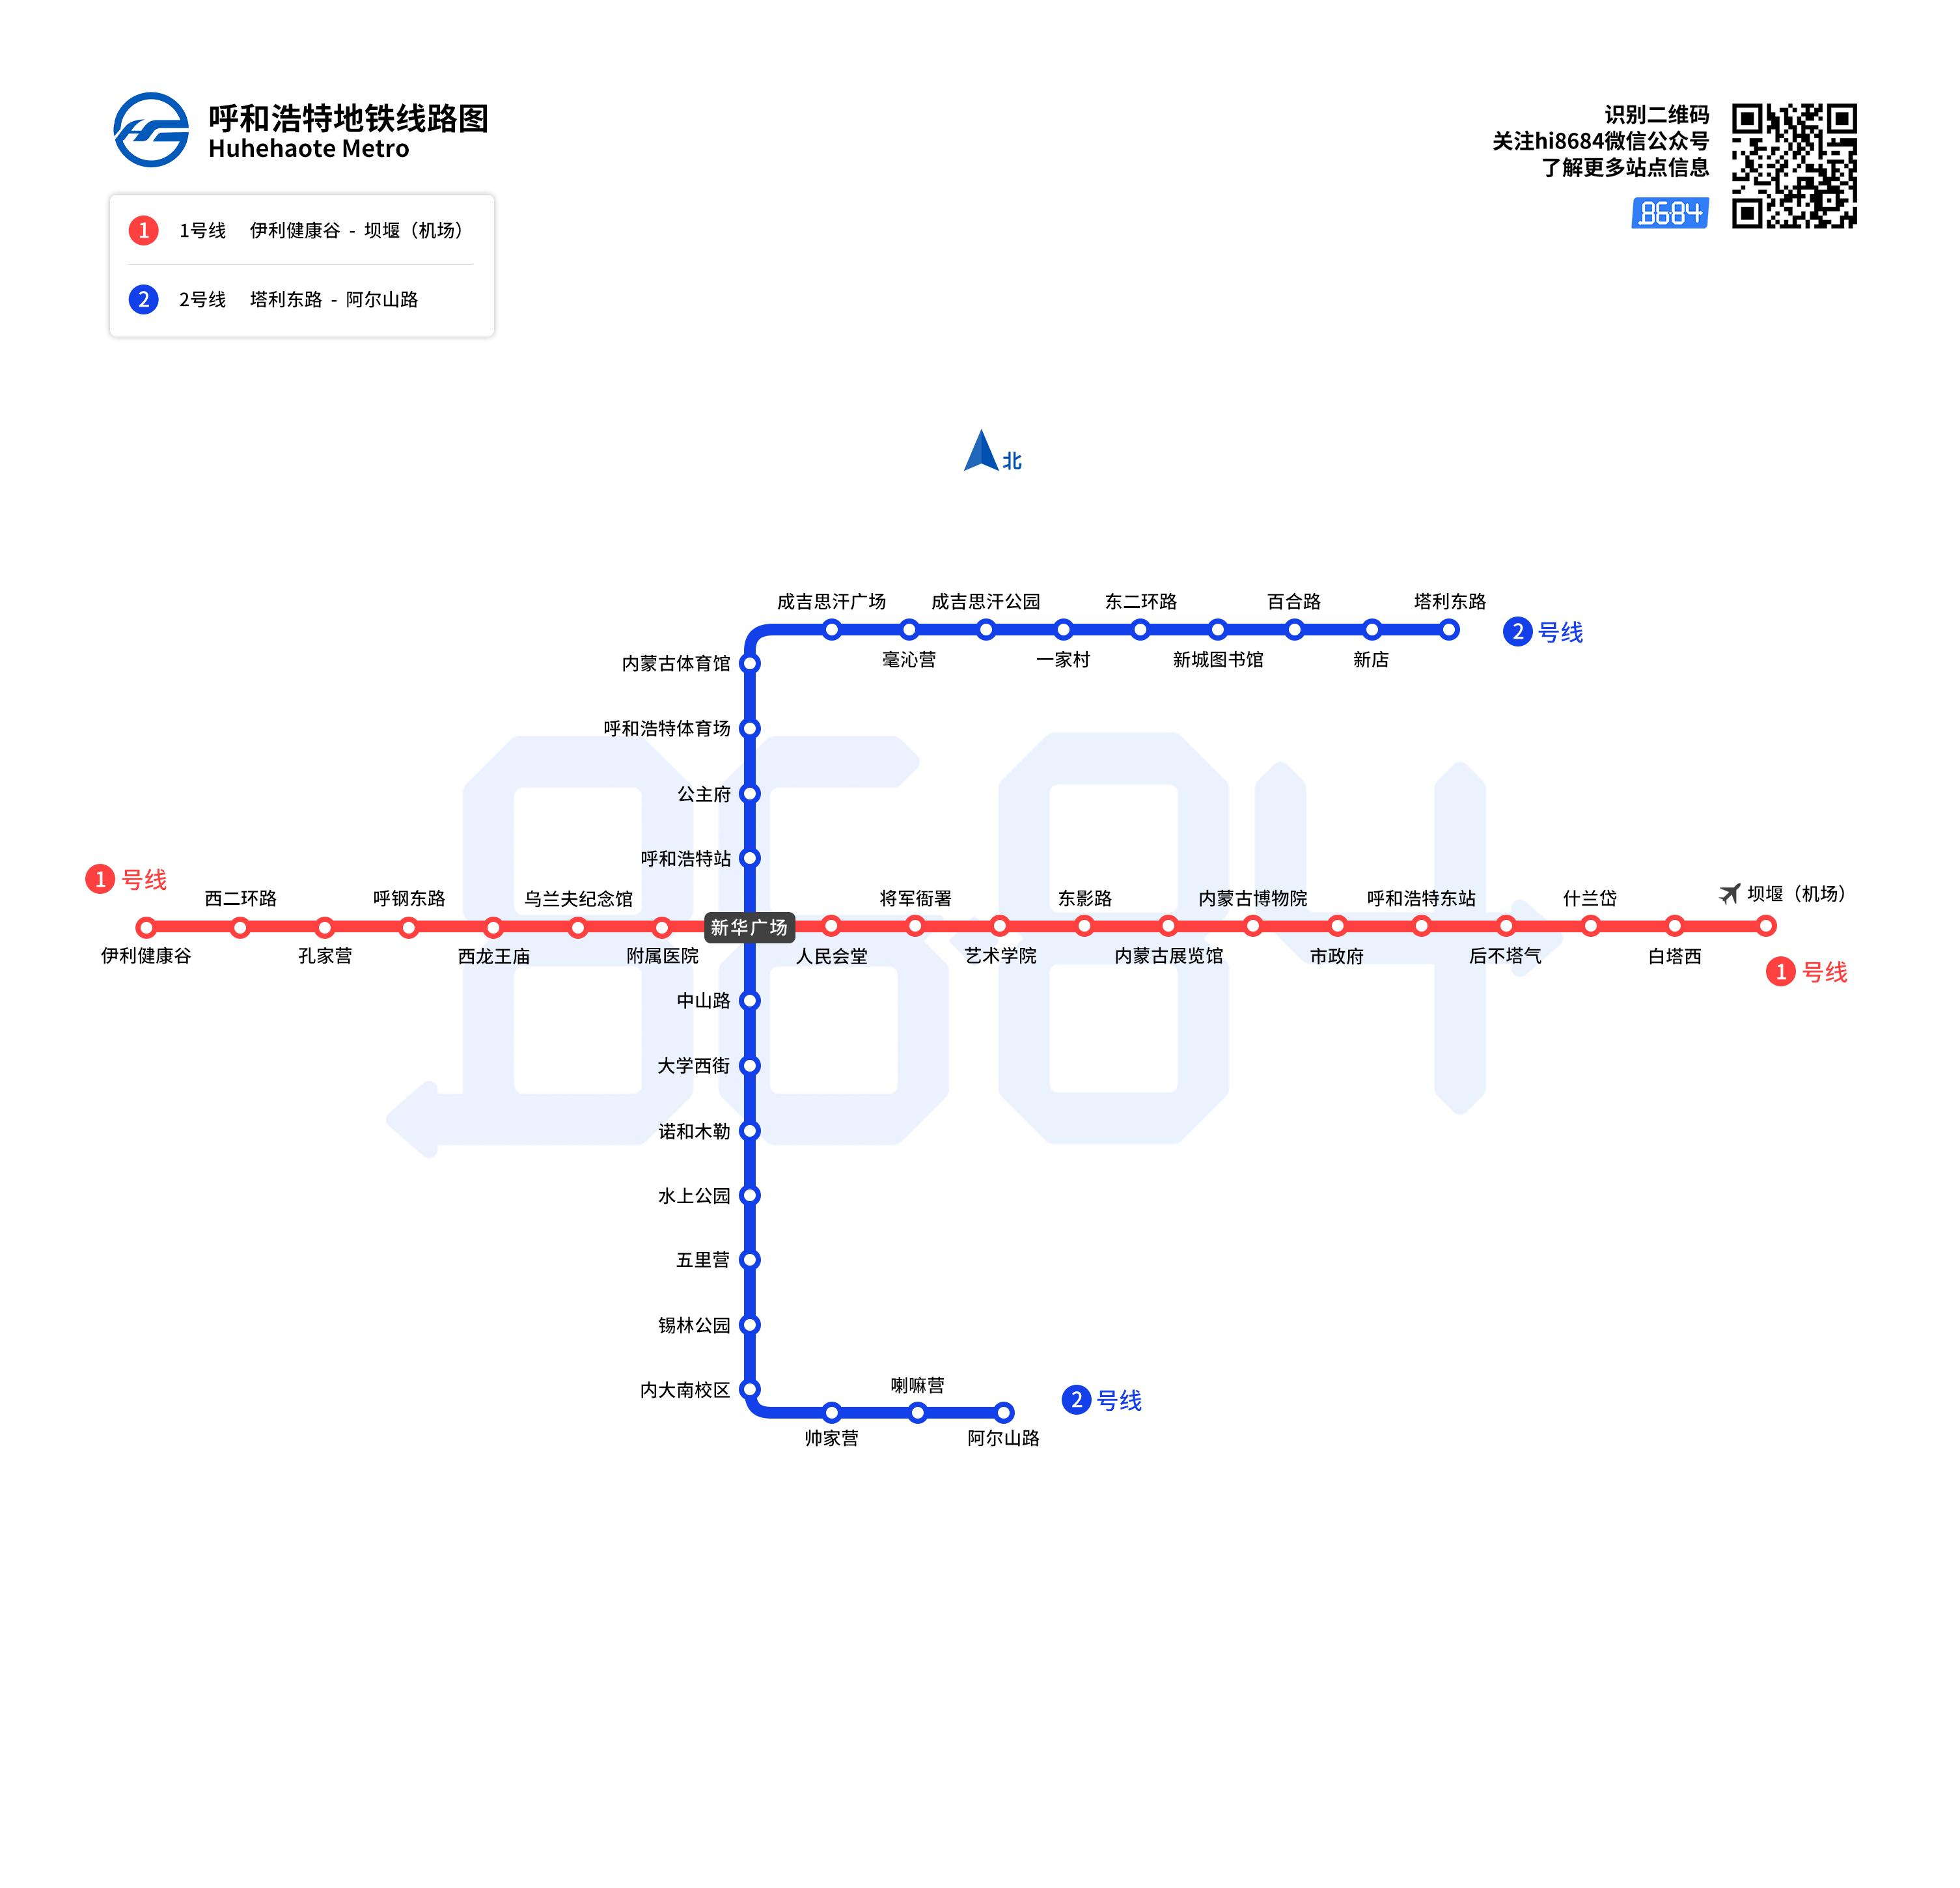 呼和浩特地铁线路图
Huhehaote Metro
识别二维码
关注hi8684微信公众号
了解更多站点信息
8684
1 1号线 伊利健康谷 - 坝堰（机场）
2 2号线 塔利东路 - 阿尔山路
北
成吉思汗广场 成吉思汗公园 东二环路 百合路 塔利东路
2 号线
毫沁营 一家村 新城图书馆 新店
内蒙古体育馆
呼和浩特体育场
公主府
呼和浩特站
1 号线
西二环路 呼钢东路 乌兰夫纪念馆 将军衙署 东影路 内蒙古博物院 呼和浩特东站 什兰岱 坝堰（机场）
新华广场
伊利健康谷 孔家营 西龙王庙 附属医院 人民会堂 艺术学院 内蒙古展览馆 市政府 后不塔气 白塔西
1 号线
中山路
大学西街
诺和木勒
水上公园
五里营
锡林公园
内大南校区
喇嘛营
2 号线
帅家营 阿尔山路
8684